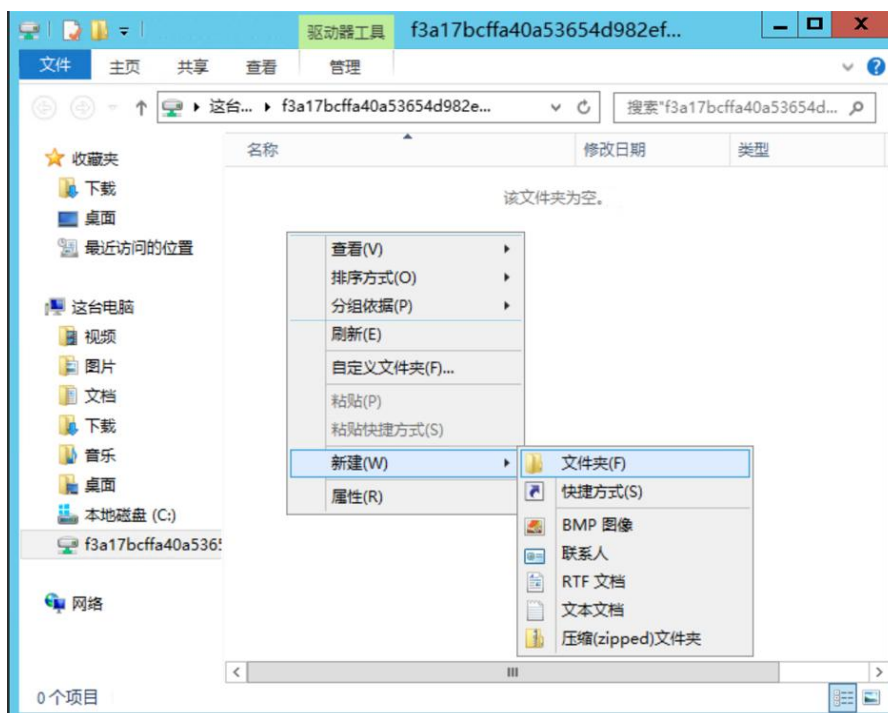 驱动器工具 f3a17bcffa40a53654d982ef...
文件 主页 共享 查看 管理
这台... f3a17bcffa40a53654d982e... 搜索"f3a17bcffa40a53654d...
名称 修改日期 类型
该文件夹为空。
收藏夹
下载
桌面
最近访问的位置
这台电脑
视频
图片
文档
下载
音乐
桌面
本地磁盘 (C:)
f3a17bcffa40a5365
网络
查看(V)
排序方式(O)
分组依据(P)
刷新(E)
自定义文件夹(F)...
粘贴(P)
粘贴快捷方式(S)
新建(W)
属性(R)
文件夹(F)
快捷方式(S)
BMP 图像
联系人
RTF 文档
文本文档
压缩(zipped)文件夹
0个项目